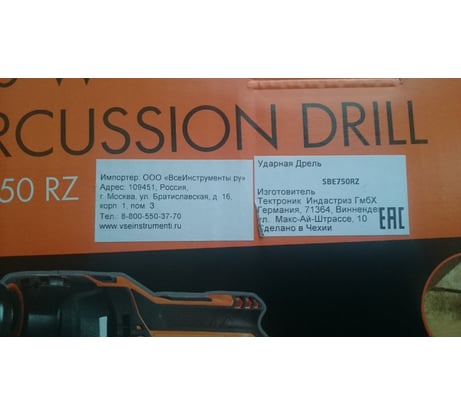 RCUSSION DRILL
50 RZ
Импортер: ООО «ВсеИнструменты.ру»
Адрес: 109451, Россия,
г. Москва, ул. Братиславская, д. 16,
корп. 1, пом. 3
Тел.: 8-800-550-37-70
www.vseinstrumenti.ru
Ударная Дрель
SBE750RZ
Изготовитель
Тектроник Индастриз ГмбХ
Германия, 71364, Винненде
ул. Макс-Ай-Штрассе, 10
Сделано в Чехии
EAC